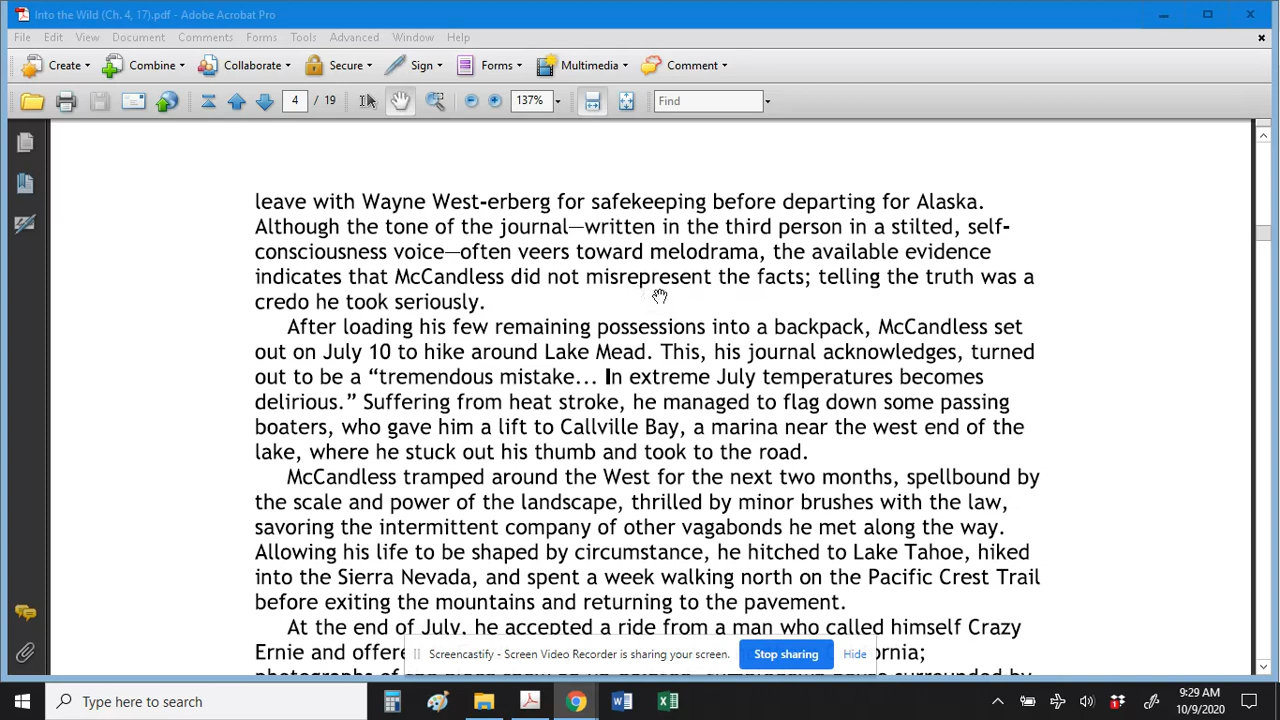 Into the Wild (Ch. 4, 17).pdf - Adobe Acrobat Pro
File Edit View Document Comments Forms Tools Advanced Window Help
Create Combine Collaborate Secure Sign Forms Multimedia Comment
4 / 19 137% Find
leave with Wayne West-erberg for safekeeping before departing for Alaska.
Although the tone of the journal—written in the third person in a stilted, self-
consciousness voice—often veers toward melodrama, the available evidence
indicates that McCandless did not misrepresent the facts; telling the truth was a
credo he took seriously.
After loading his few remaining possessions into a backpack, McCandless set
out on July 10 to hike around Lake Mead. This, his journal acknowledges, turned
out to be a “tremendous mistake... In extreme July temperatures becomes
delirious.” Suffering from heat stroke, he managed to flag down some passing
boaters, who gave him a lift to Callville Bay, a marina near the west end of the
lake, where he stuck out his thumb and took to the road.
McCandless tramped around the West for the next two months, spellbound by
the scale and power of the landscape, thrilled by minor brushes with the law,
savoring the intermittent company of other vagabonds he met along the way.
Allowing his life to be shaped by circumstance, he hitched to Lake Tahoe, hiked
into the Sierra Nevada, and spent a week walking north on the Pacific Crest Trail
before exiting the mountains and returning to the pavement.
At the end of July, he accepted a ride from a man who called himself Crazy
Ernie and offere
Screencastify - Screen Video Recorder is sharing your screen. Stop sharing Hide
ornia;
Type here to search
9:29 AM
10/9/2020